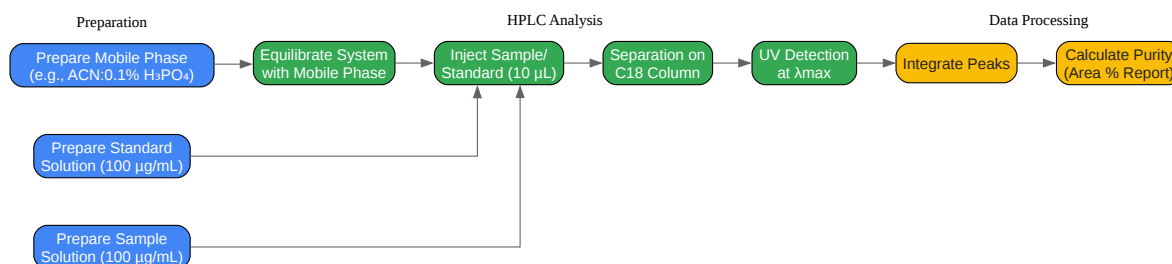 Preparation
HPLC Analysis
Data Processing
Prepare Mobile Phase
(e.g., ACN:0.1% H₃PO₄)
Equilibrate System
with Mobile Phase
Inject Sample/
Standard (10 µL)
Separation on
C18 Column
UV Detection
at λmax
Integrate Peaks
Calculate Purity
(Area % Report)
Prepare Standard
Solution (100 µg/mL)
Prepare Sample
Solution (100 µg/mL)